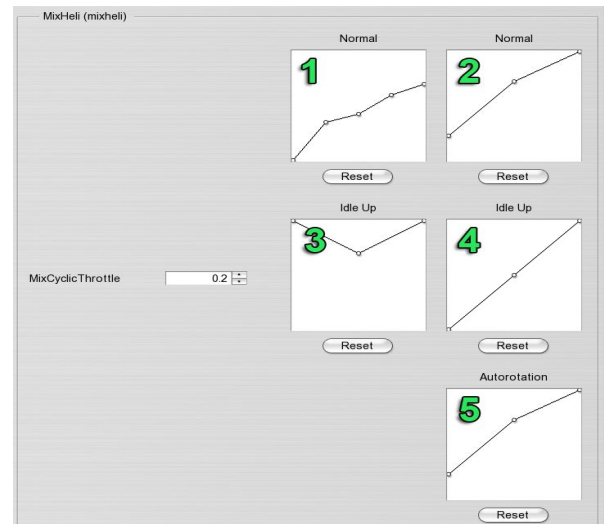 MixHeli (mixheli)
Normal
Normal
1
2
Reset
Reset
Idle Up
Idle Up
3
4
MixCyclicThrottle 0.2
Reset
Reset
Autorotation
5
Reset